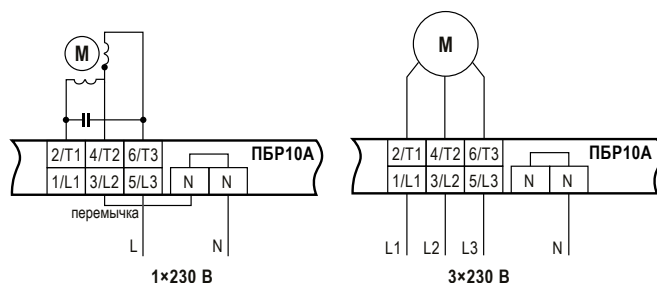 М
2/T1 4/T2 6/T3
ПБР10А
1/L1 3/L2 5/L3 N N
перемычка
L N
1×230 В
М
2/T1 4/T2 6/T3
ПБР10А
1/L1 3/L2 5/L3 N N
L1 L2 L3 N
3×230 В